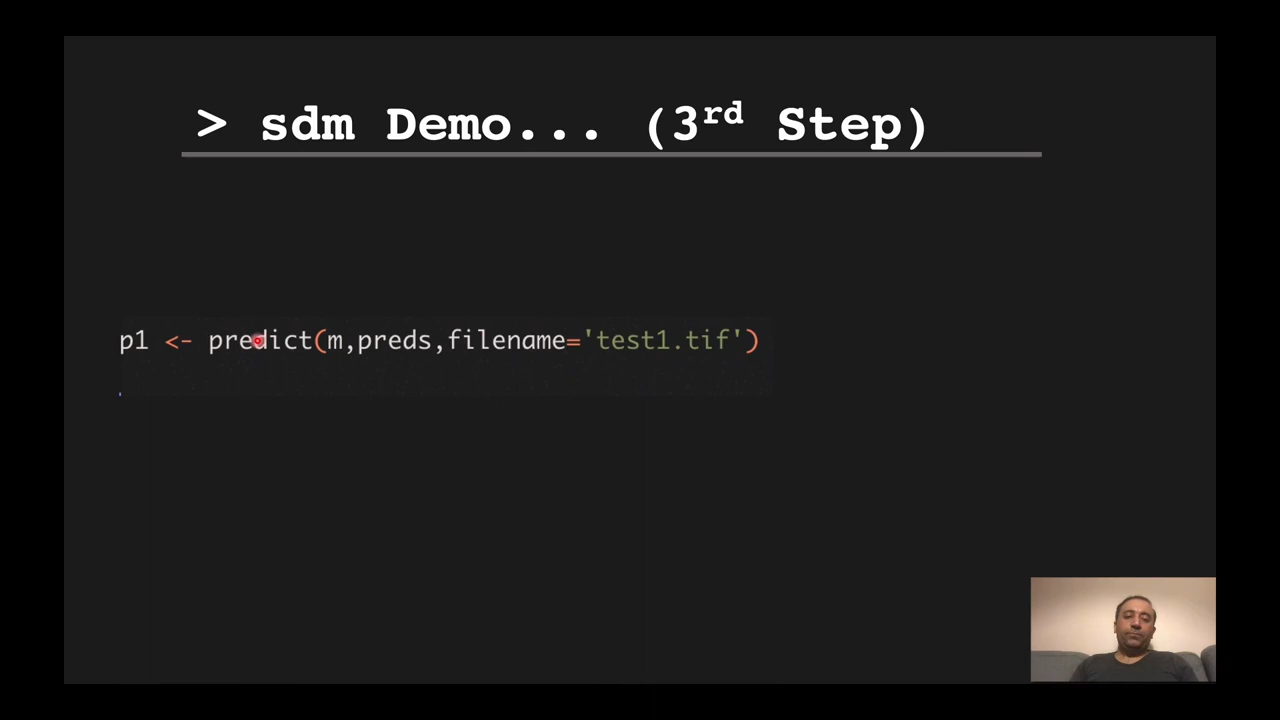 > sdm Demo... (3rd Step)
p1 <- predict(m,preds,filename='test1.tif')